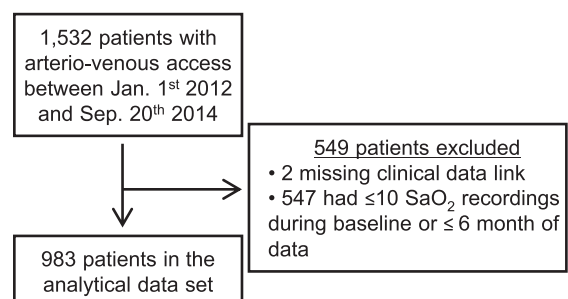 1,532 patients with
arterio-venous access
between Jan. 1st 2012
and Sep. 20th 2014
549 patients excluded
• 2 missing clinical data link
• 547 had ≤10 SaO2 recordings
during baseline or ≤ 6 month of
data
983 patients in the
analytical data set